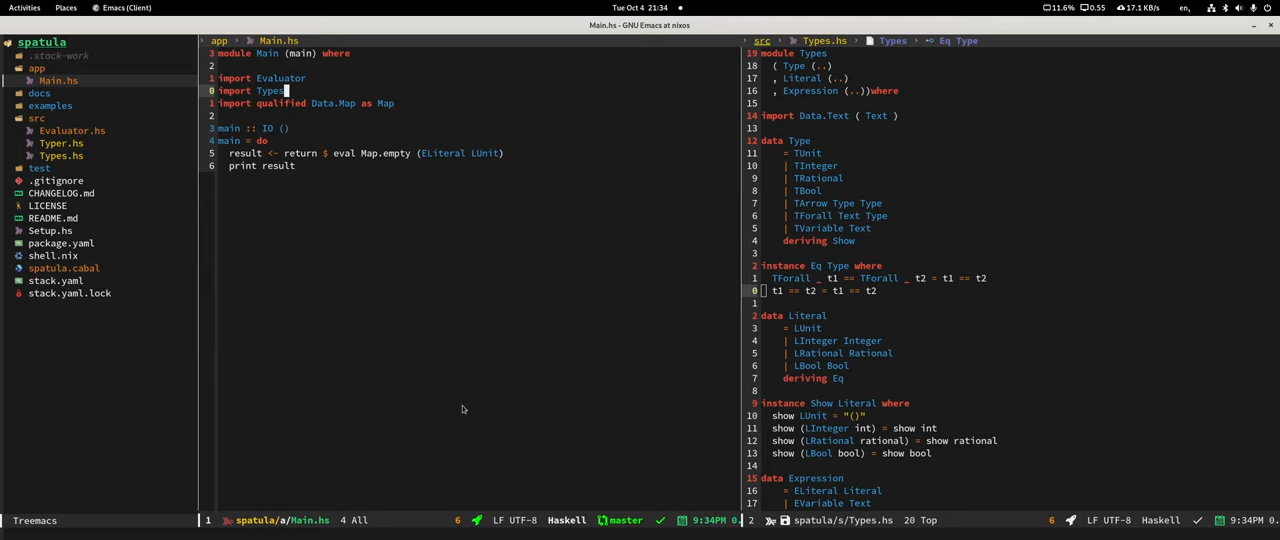 Activities Places Emacs (Client) Tue Oct 4 21:34 11.6% 0.55 17.1 KB/s en,
Main.hs - GNU Emacs at nixos
spatula
.stack-work
app
Main.hs
docs
examples
src
Evaluator.hs
Typer.hs
Types.hs
test
.gitignore
CHANGELOG.md
LICENSE
README.md
Setup.hs
package.yaml
shell.nix
spatula.cabal
stack.yaml
stack.yaml.lock
Treemacs
app > Main.hs
3 module Main (main) where
2
1 import Evaluator
0 import Types
1 import qualified Data.Map as Map
2
3 main :: IO ()
4 main = do
5   result <- return $ eval Map.empty (ELiteral LUnit)
6   print result
1 spatula/a/Main.hs 4 All 6 LF UTF-8 Haskell master 9:34PM 0.
src > Types.hs > Types > Eq Type
19 module Types
18   ( Type (..)
17   , Literal (..)
16   , Expression (..))where
15
14 import Data.Text ( Text )
13
12 data Type
11   = TUnit
10   | TInteger
9   | TRational
8   | TBool
7   | TArrow Type Type
6   | TForall Text Type
5   | TVariable Text
4   deriving Show
3
2 instance Eq Type where
1   TForall _ t1 == TForall _ t2 = t1 == t2
0   t1 == t2 = t1 == t2
1
2 data Literal
3   = LUnit
4   | LInteger Integer
5   | LRational Rational
6   | LBool Bool
7   deriving Eq
8
9 instance Show Literal where
10   show LUnit = "()"
11   show (LInteger int) = show int
12   show (LRational rational) = show rational
13   show (LBool bool) = show bool
14
15 data Expression
16   = ELiteral Literal
17   | EVariable Text
2 spatula/s/Types.hs 20 Top 6 LF UTF-8 Haskell 9:34PM 0.